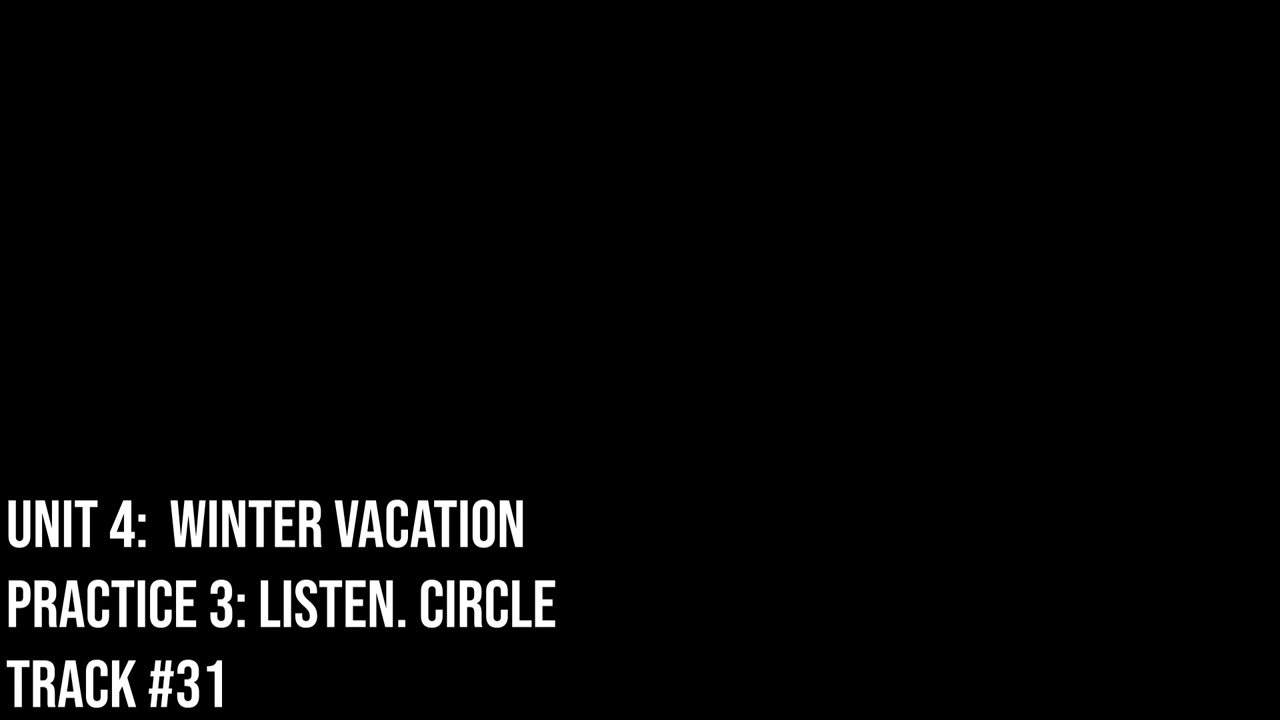 UNIT 4:  WINTER VACATION
PRACTICE 3: LISTEN. CIRCLE
TRACK #31